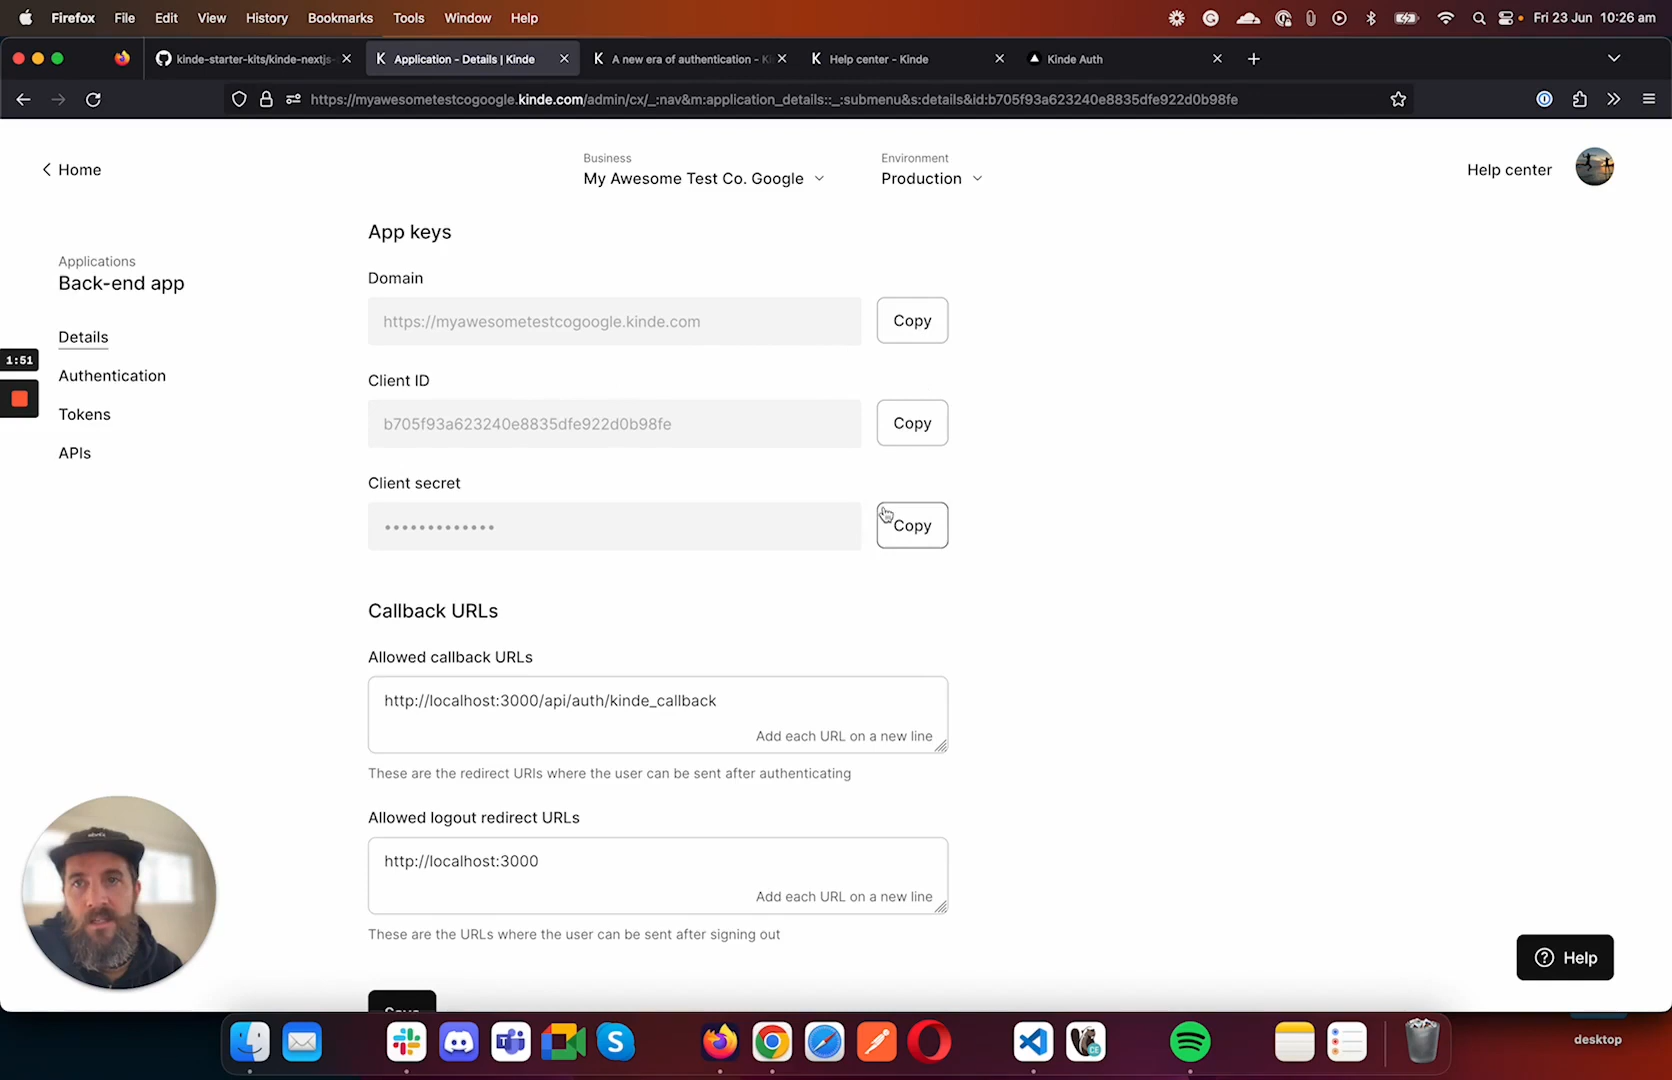 Firefox File Edit View History Bookmarks Tools Window Help Fri 23 Jun 10:26 am
kinde-starter-kits/kinde-nextjs- Application - Details | Kinde A new era of authentication - Ki Help center - Kinde Kinde Auth
https://myawesometestcogoogle.kinde.com/admin/cx/_:nav&m:application_details::_:submenu&s:details&id:b705f93a623240e8835dfe922d0b98fe
Home
Business
My Awesome Test Co. Google
Environment
Production
Help center
Applications
Back-end app
Details
Authentication
Tokens
APIs
1:51
App keys
Domain
https://myawesometestcogoogle.kinde.com
Copy
Client ID
b705f93a623240e8835dfe922d0b98fe
Copy
Client secret
•••••••••••••
Copy
Callback URLs
Allowed callback URLs
http://localhost:3000/api/auth/kinde_callback
Add each URL on a new line
These are the redirect URIs where the user can be sent after authenticating
Allowed logout redirect URLs
http://localhost:3000
Add each URL on a new line
These are the URLs where the user can be sent after signing out
Save
Help
desktop